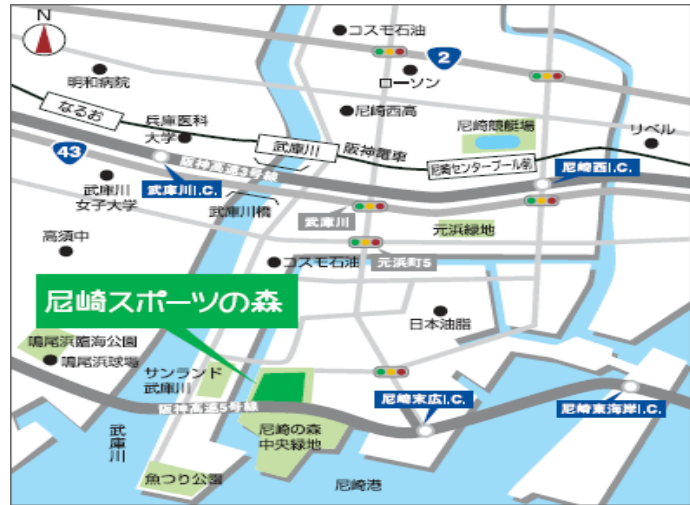 N
コスモ石油
2
明和病院
ローソン
なるお
兵庫医科
大学
尼崎西高
尼崎競艇場
リベル
43
武庫川
阪神電車
尼崎センタープール前
阪神高速3号線
尼崎西I.C.
武庫川
女子大学
武庫川I.C.
武庫川橋
武庫川
元浜緑地
高須中
コスモ石油
元浜町5
尼崎スポーツの森
日本油脂
鳴尾浜臨海公園
鳴尾浜球場
サンランド
武庫川
阪神高速5号線
尼崎末広I.C.
尼崎東海岸I.C.
武庫川
尼崎の森
中央緑地
魚つり公園
尼崎港